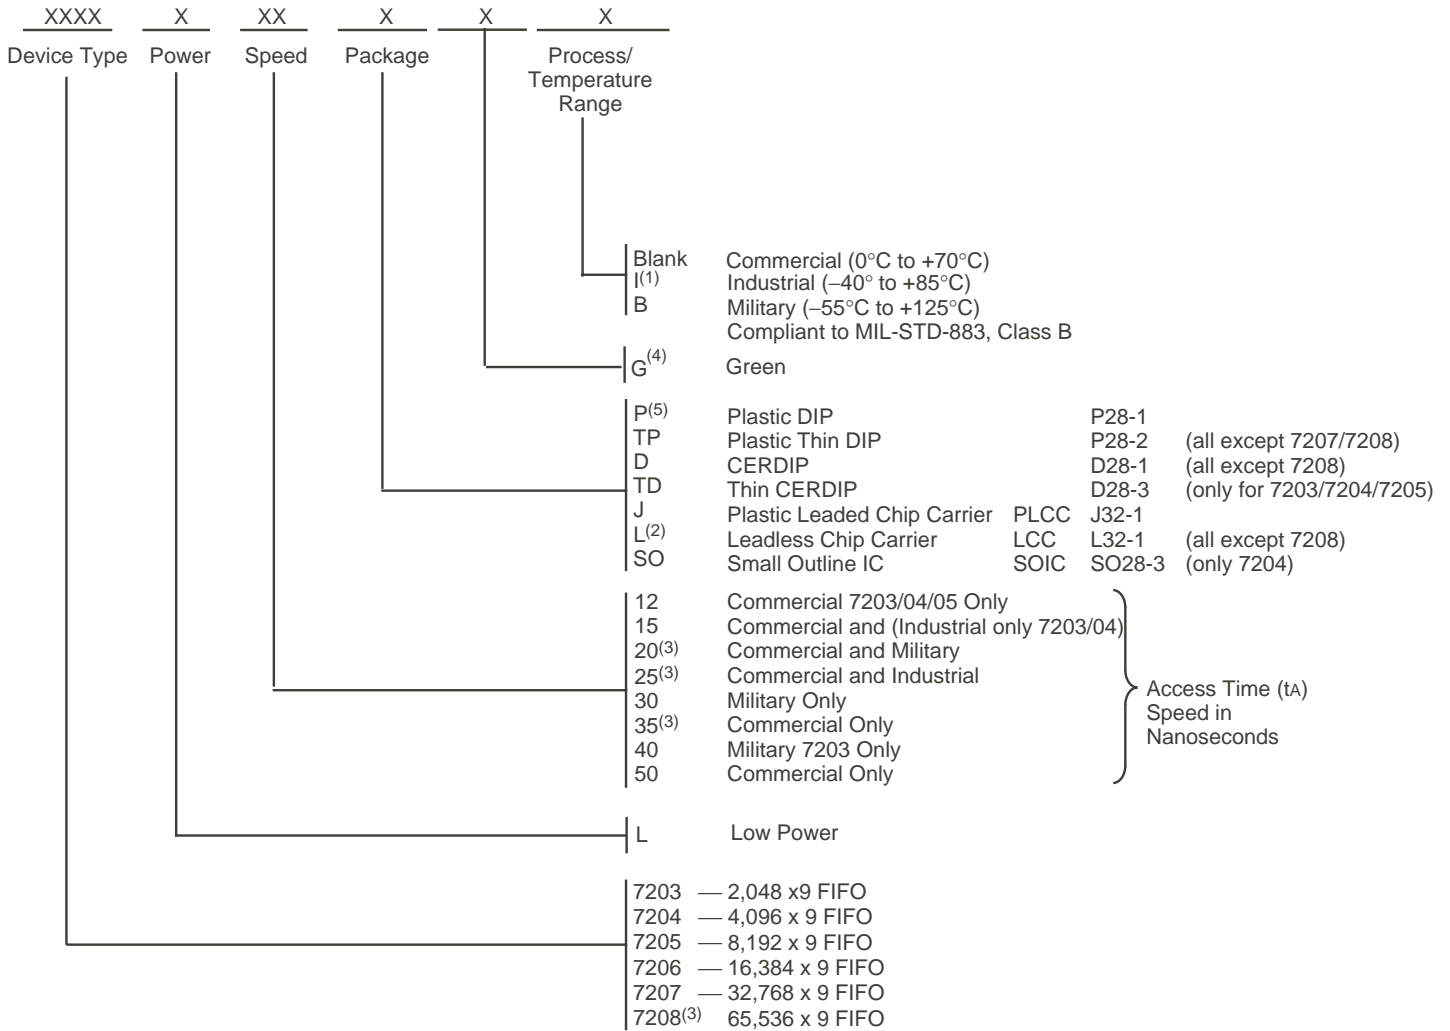 XXXX X XX X X X
Device Type Power Speed Package Process/
Temperature
Range
Blank Commercial (0°C to +70°C)
I(1) Industrial (–40° to +85°C)
B Military (–55°C to +125°C)
Compliant to MIL-STD-883, Class B
G(4) Green
P(5) Plastic DIP P28-1
TP Plastic Thin DIP P28-2 (all except 7207/7208)
D CERDIP D28-1 (all except 7208)
TD Thin CERDIP D28-3 (only for 7203/7204/7205)
J Plastic Leaded Chip Carrier PLCC J32-1
L(2) Leadless Chip Carrier LCC L32-1 (all except 7208)
SO Small Outline IC SOIC SO28-3 (only 7204)
12 Commercial 7203/04/05 Only
15 Commercial and (Industrial only 7203/04)
20(3) Commercial and Military
25(3) Commercial and Industrial
30 Military Only
35(3) Commercial Only
40 Military 7203 Only
50 Commercial Only
Access Time (tA)
Speed in
Nanoseconds
L Low Power
7203 — 2,048 x9 FIFO
7204 — 4,096 x 9 FIFO
7205 — 8,192 x 9 FIFO
7206 — 16,384 x 9 FIFO
7207 — 32,768 x 9 FIFO
7208(3) 65,536 x 9 FIFO